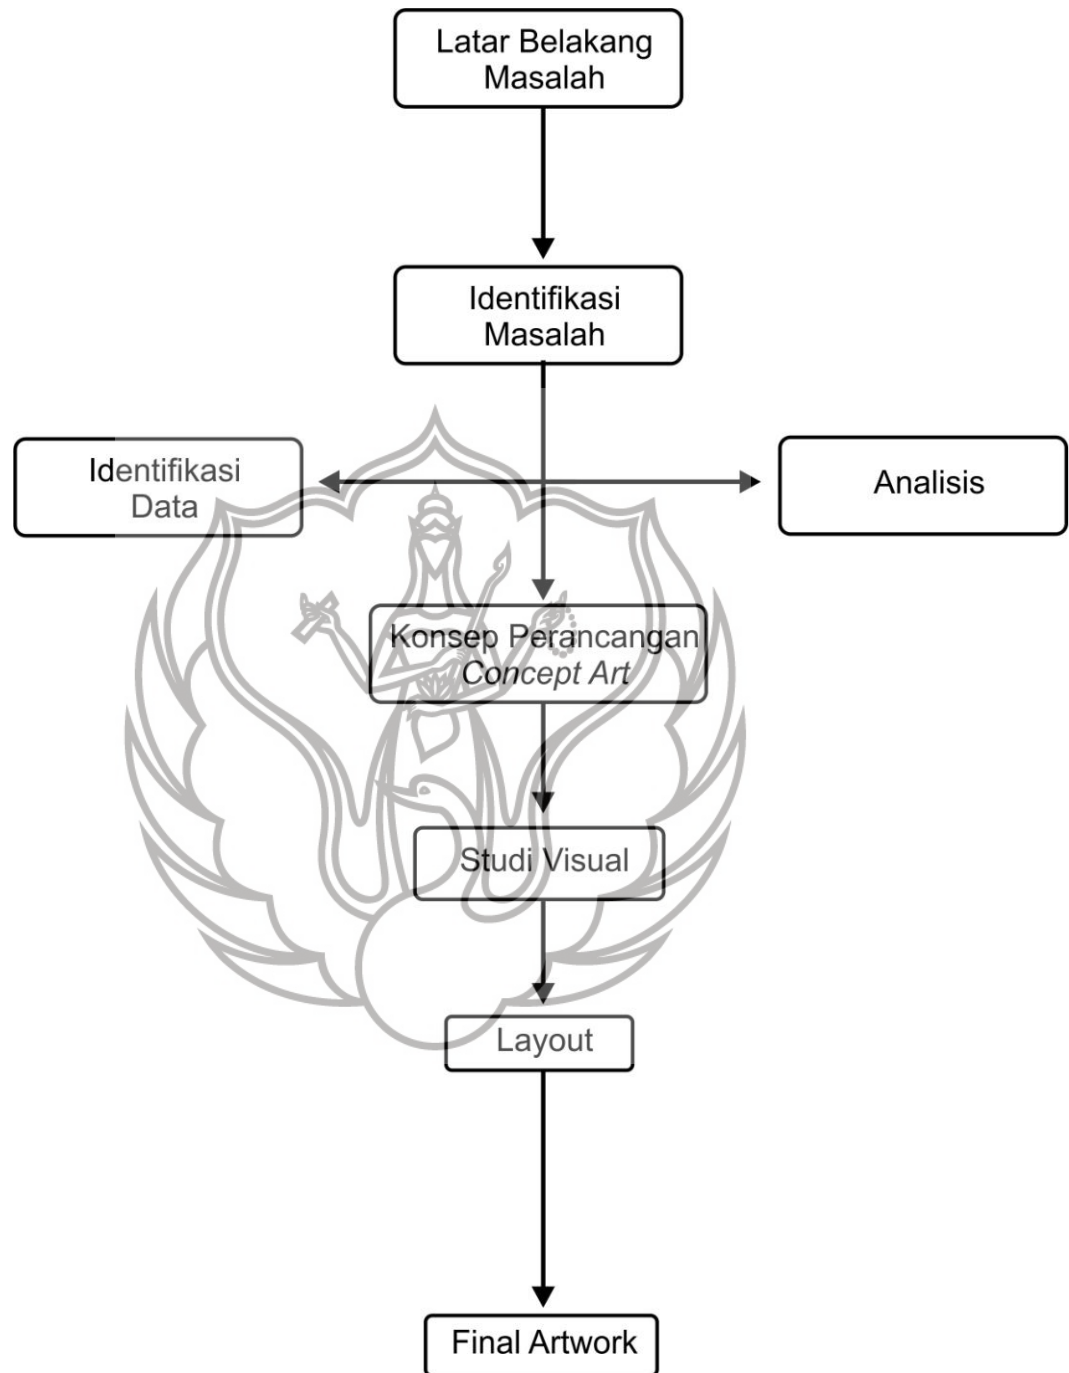 Latar Belakang
Masalah
Identifikasi
Masalah
Identifikasi
Data
Analisis
Konsep Perancangan
Concept Art
Studi Visual
Layout
Final Artwork